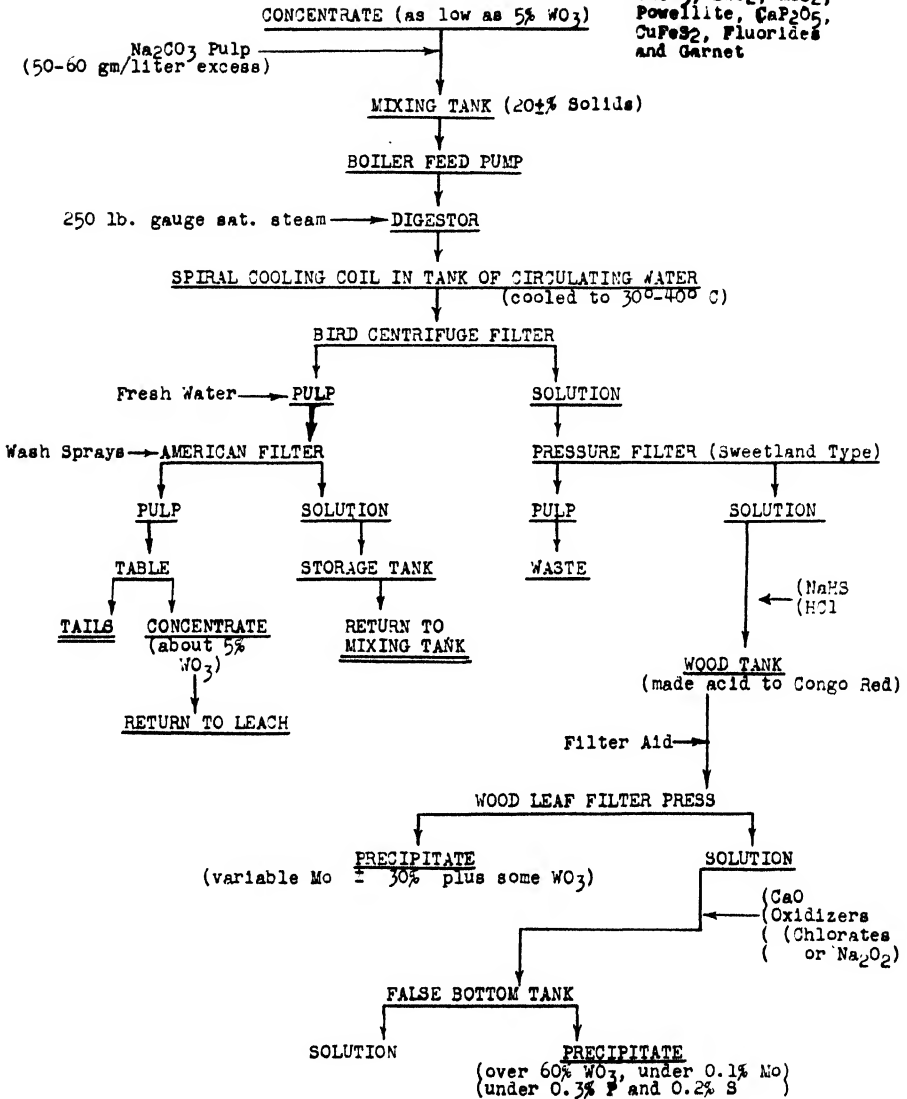 CONCENTRATE (as low as 5% WO3)
Powellite, CaP2O5,
CuFeS2, Fluorides
and Garnet
Na2CO3 Pulp
(50-60 gm/liter excess)
MIXING TANK (20±% Solids)
BOILER FEED PUMP
250 lb. gauge sat. steam
DIGESTOR
SPIRAL COOLING COIL IN TANK OF CIRCULATING WATER
(cooled to 30°-40° C)
BIRD CENTRIFUGE FILTER
Fresh Water
PULP
SOLUTION
Wash Sprays
AMERICAN FILTER
PRESSURE FILTER (Sweetland Type)
PULP
SOLUTION
PULP
SOLUTION
TABLE
STORAGE TANK
WASTE
(NaHS
(HCl
TAILS
CONCENTRATE
(about 5%
WO3)
RETURN TO
MIXING TANK
WOOD TANK
(made acid to Congo Red)
RETURN TO LEACH
Filter Aid
WOOD LEAF FILTER PRESS
PRECIPITATE
(variable Mo ± 30% plus some WO3)
SOLUTION
(CaO
(Oxidizers
( (Chlorates
( or Na2O2)
FALSE BOTTOM TANK
SOLUTION
PRECIPITATE
(over 60% WO3, under 0.1% Mo)
(under 0.3% P and 0.2% S )